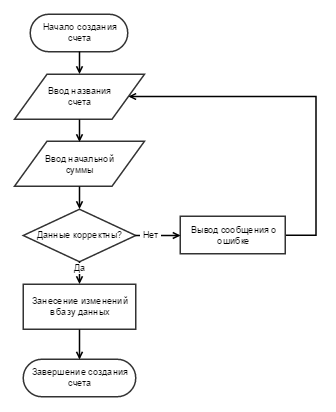 Начало создания
счета
Ввод названия
счета
Ввод начальной
суммы
Данные корректны?
Нет
Вывод сообщения о
ошибке
Да
Занесение изменений
в базу данных
Завершение создания
счета